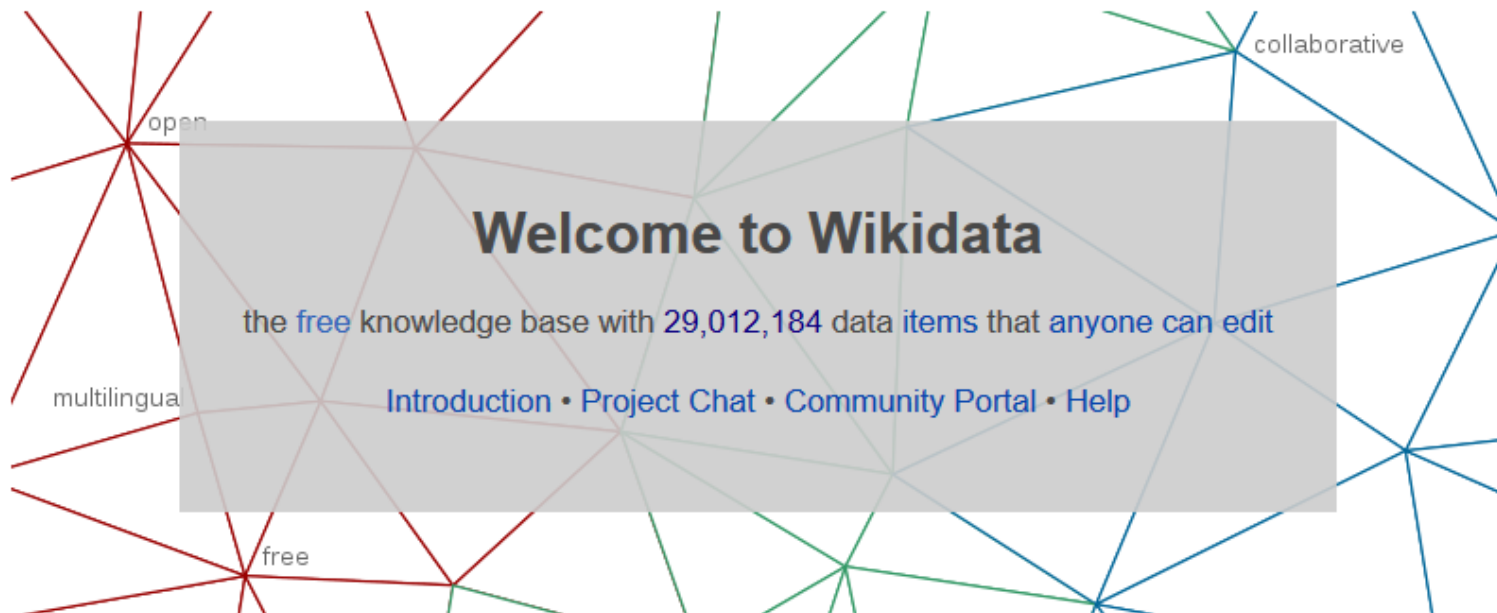 collaborative
open
Welcome to Wikidata
the free knowledge base with 29,012,184 data items that anyone can edit
multilingual
Introduction • Project Chat • Community Portal • Help
free